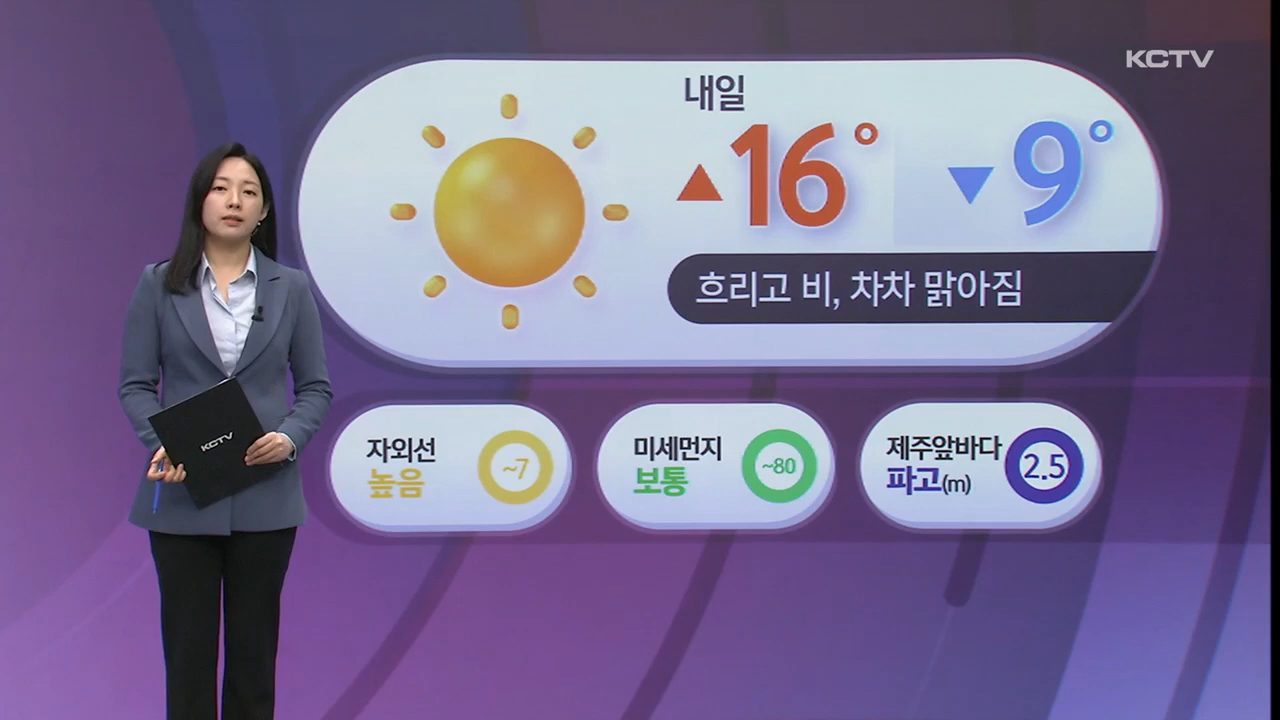 KCTV
내일
▲16°
▼9°
흐리고 비, 차차 맑아짐
자외선
높음
~7
미세먼지
보통
~80
제주앞바다
파고(m)
2.5
KCTV